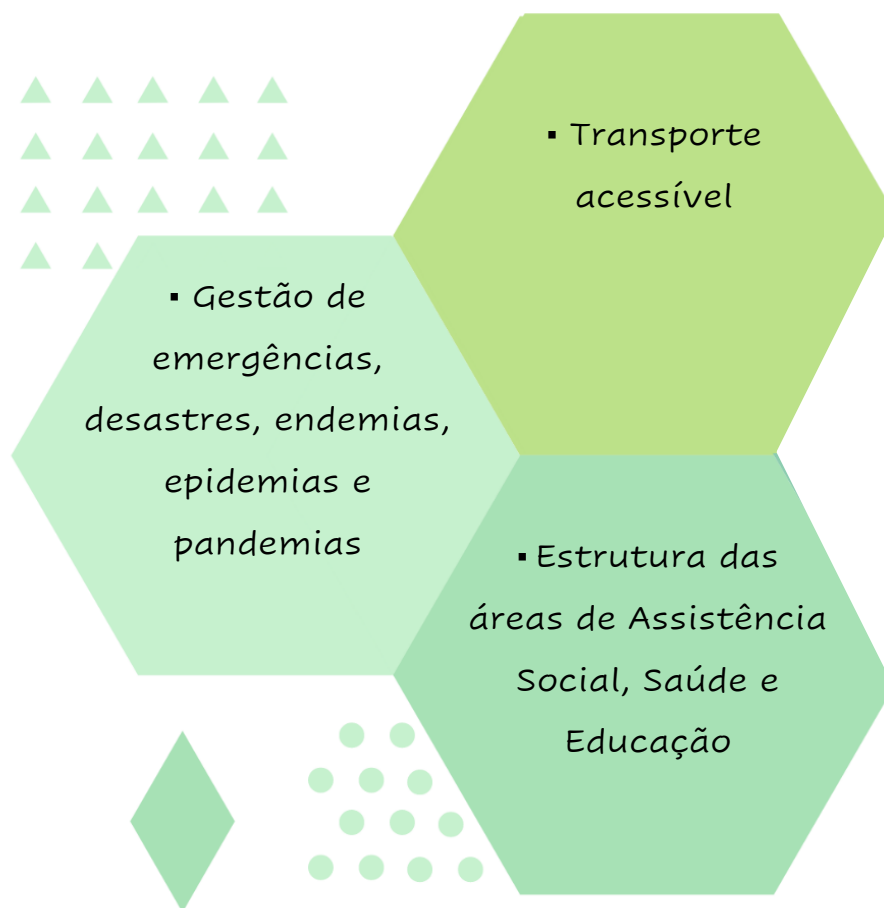 ▪ Transporte
acessível
▪ Gestão de
emergências,
desastres, endemias,
epidemias e
pandemias
▪ Estrutura das
áreas de Assistência
Social, Saúde e
Educação